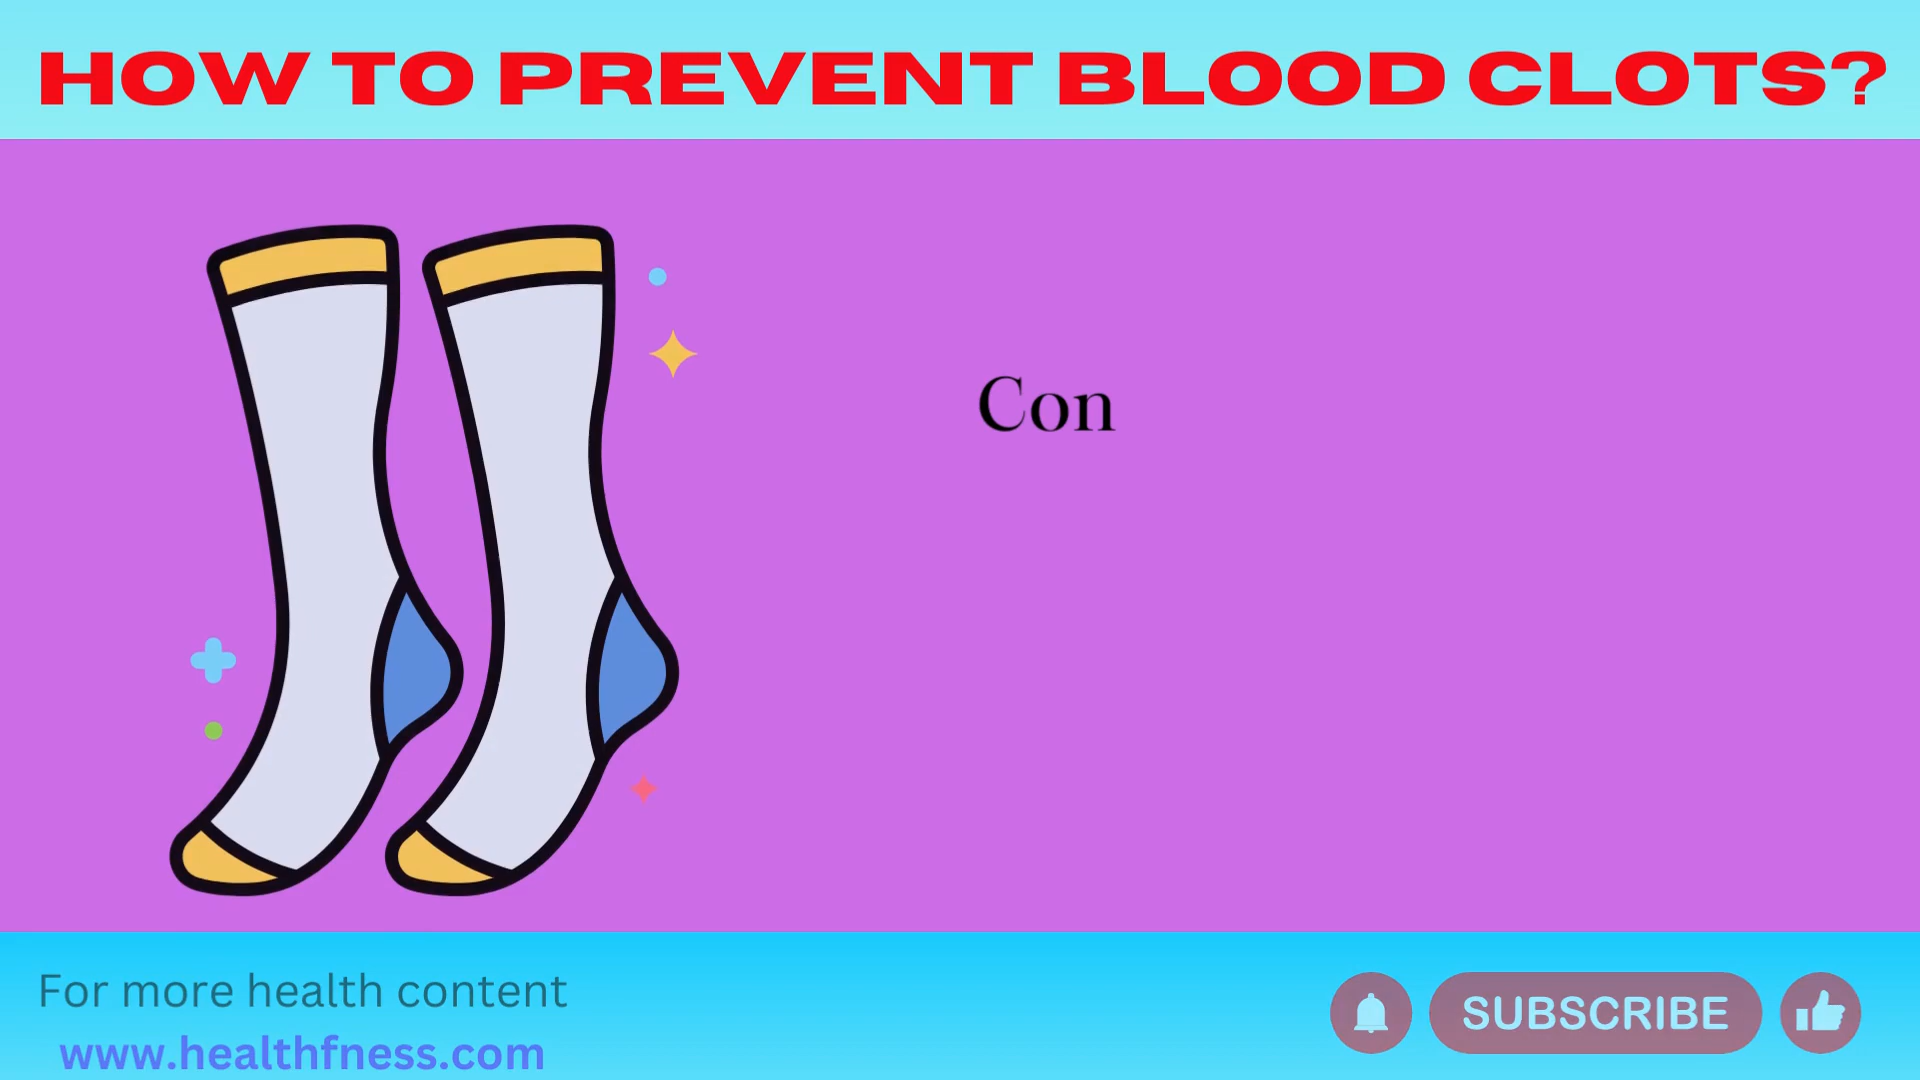 HOW TO PREVENT BLOOD CLOTS?
Con
For more health content
www.healthfness.com
SUBSCRIBE